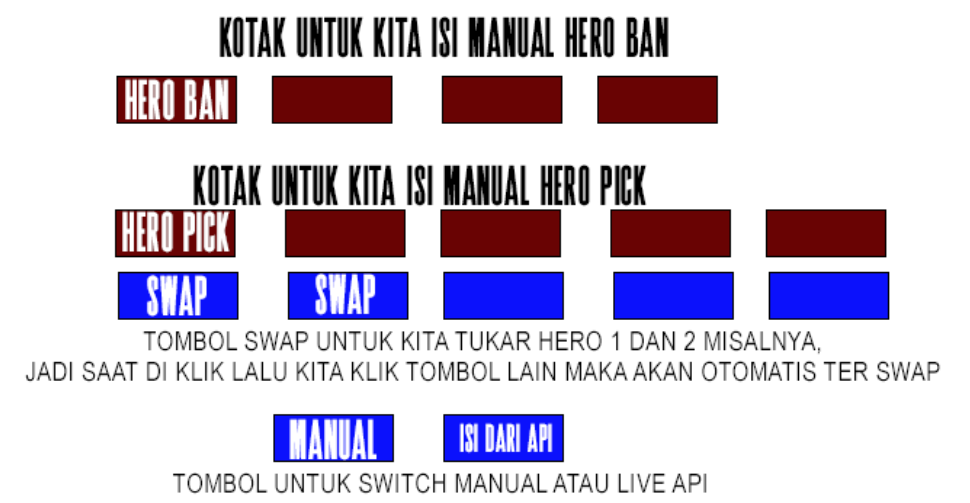 KOTAK UNTUK KITA ISI MANUAL HERO BAN
HERO BAN
KOTAK UNTUK KITA ISI MANUAL HERO PICK
HERO PICK
SWAP SWAP
TOMBOL SWAP UNTUK KITA TUKAR HERO 1 DAN 2 MISALNYA,
JADI SAAT DI KLIK LALU KITA KLIK TOMBOL LAIN MAKA AKAN OTOMATIS TER SWAP
MANUAL ISI DARI API
TOMBOL UNTUK SWITCH MANUAL ATAU LIVE API